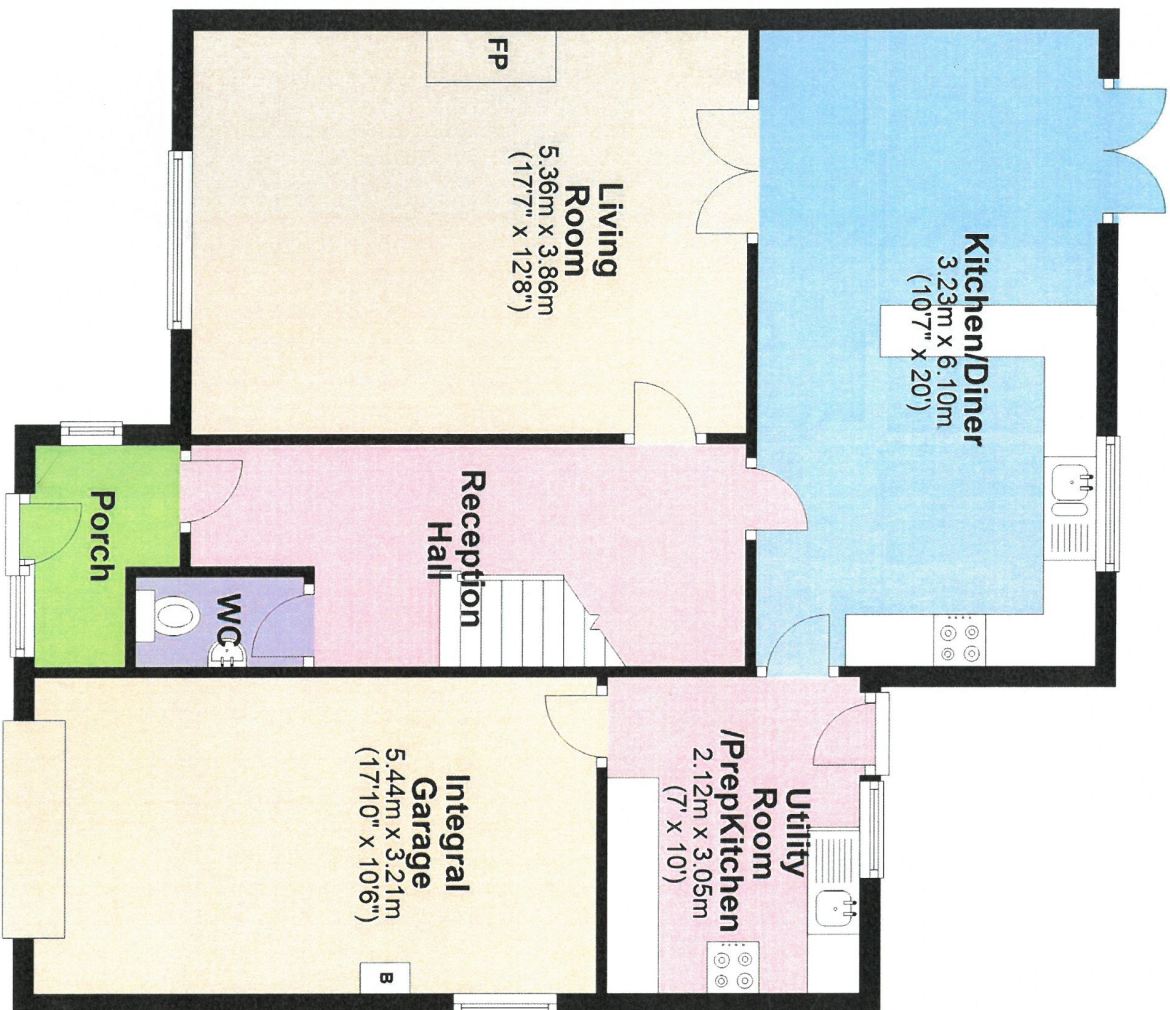 Kitchen/Diner
3.23m x 6.10m
(10'7" x 20')
Utility
Room
/PrepKitchen
2.12m x 3.05m
(7' x 10')
FP
Living
Room
5.36m x 3.86m
(17'7" x 12'8")
Reception
Hall
Integral
Garage
5.44m x 3.21m
(17'10" x 10'6")
B
WC
Porch